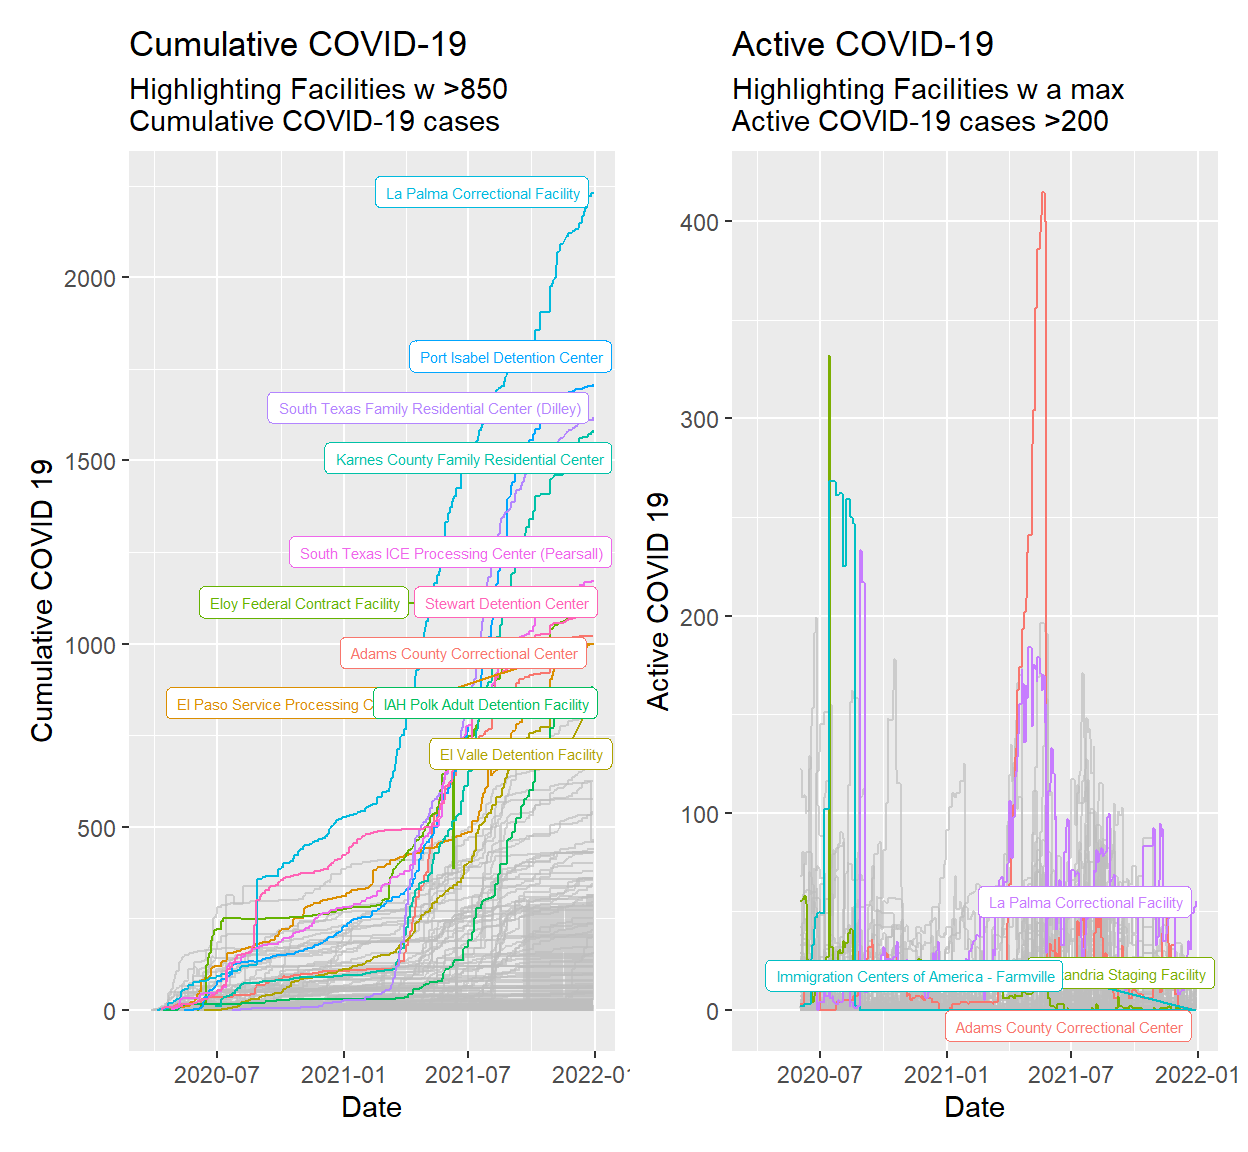 Cumulative COVID-19
Highlighting Facilities w >850
Cumulative COVID-19 cases
Cumulative COVID 19
2000
1500
1000
500
0
La Palma Correctional Facility
Port Isabel Detention Center
South Texas Family Residential Center (Dilley)
Karnes County Family Residential Center
South Texas ICE Processing Center (Pearsall)
Eloy Federal Contract Facility
Stewart Detention Center
Adams County Correctional Center
El Paso Service Processing C
IAH Polk Adult Detention Facility
El Valle Detention Facility
2020-07
2021-01
2021-07
2022-01
Date
Active COVID-19
Highlighting Facilities w a max
Active COVID-19 cases >200
Active COVID 19
400
300
200
100
0
La Palma Correctional Facility
Immigration Centers of America - Farmville
andria Staging Facility
Adams County Correctional Center
2020-07
2021-01
2021-07
2022-01
Date